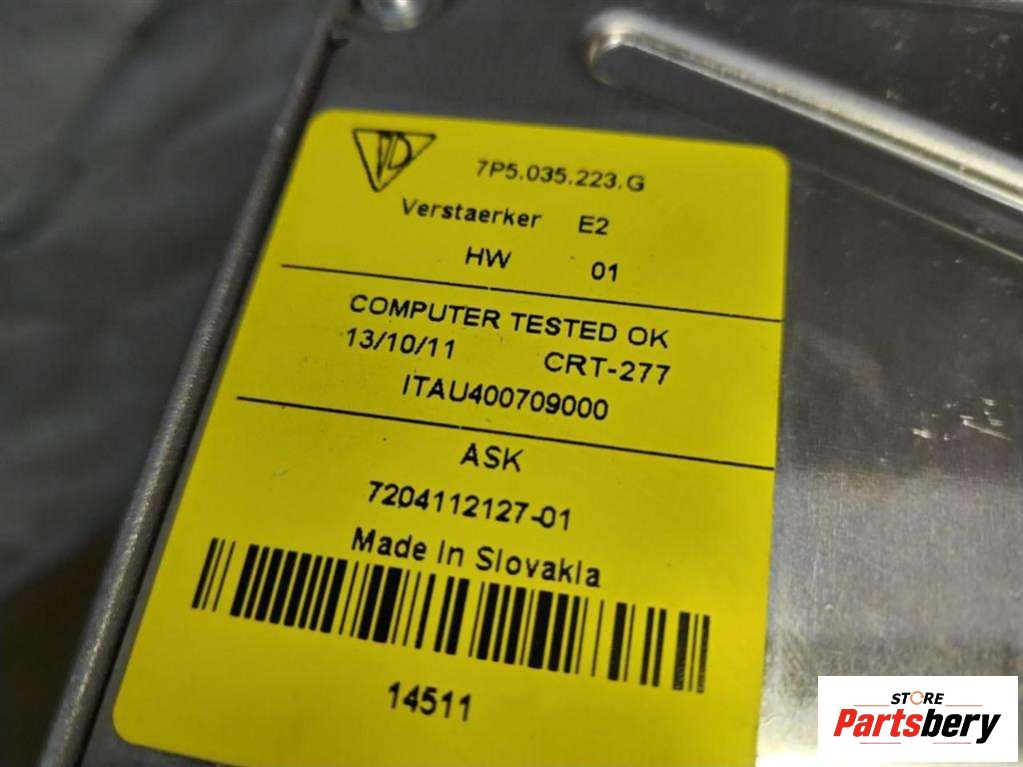 7P5.035.223.G
Verstaerker E2
HW 01
COMPUTER TESTED OK
13/10/11 CRT-277
ITAU400709000
ASK
7204112127-01
Made In Slovakia
14511
STORE
Partsbery